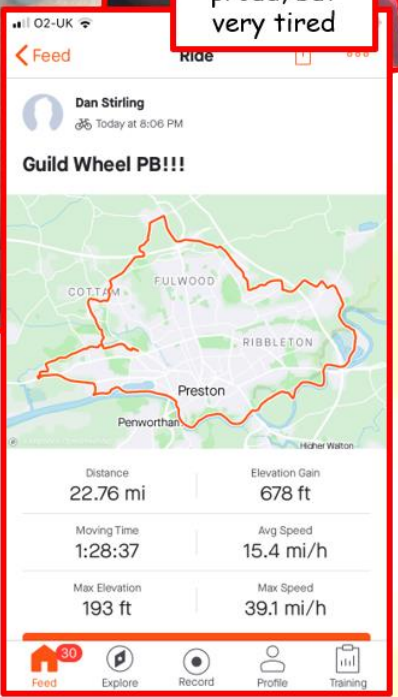 very tired
O2-UK
Feed
Ride
Dan Stirling
Today at 8:06 PM
Guild Wheel PB!!!
COTTAM
FULWOOD
RIBBLETON
Preston
Penwortham
Higher Walton
Distance
22.76 mi
Elevation Gain
678 ft
Moving Time
1:28:37
Avg Speed
15.4 mi/h
Max Elevation
193 ft
Max Speed
39.1 mi/h
30
Feed
Explore
Record
Profile
Training